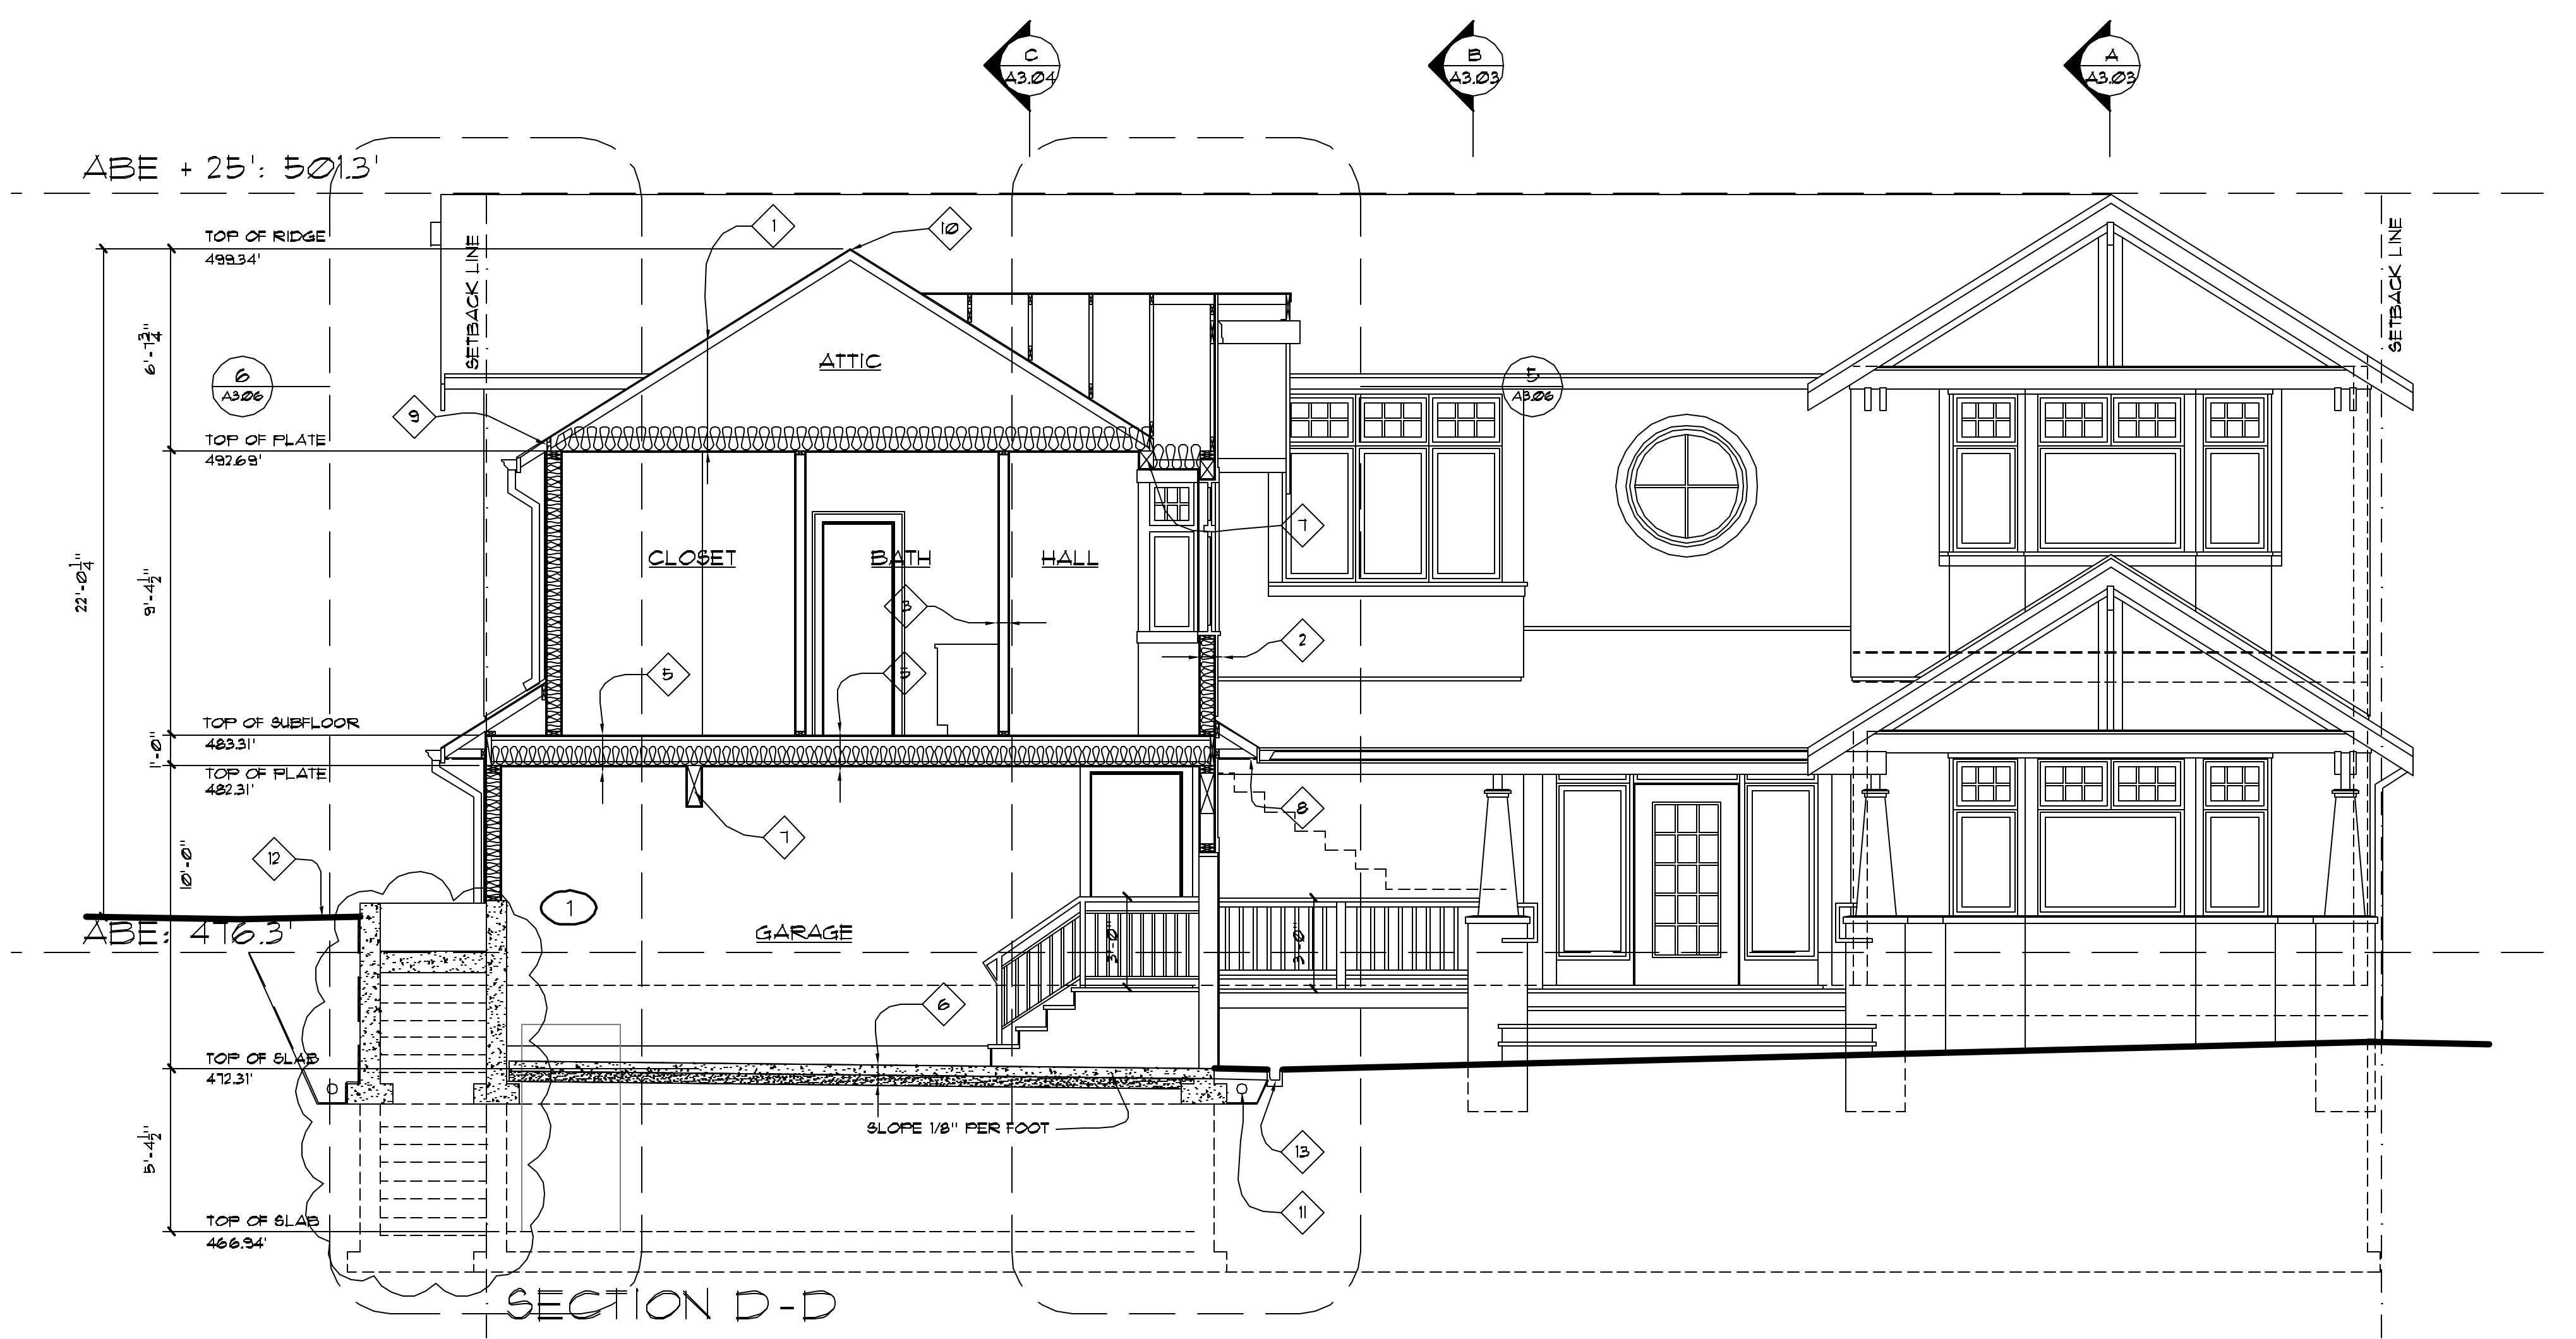 C
A3.04
B
A3.03
A
A3.03
ABE + 25': 501.3'
TOP OF RIDGE
499.34'
SETBACK LINE
SETBACK LINE
1
10
6'-7 3/4"
ATTIC
6
A3.06
5
A3.06
9
TOP OF PLATE
492.69'
7
22'-0 1/4"
9'-4 1/2"
CLOSET
BATH
HALL
3
2
5
5
TOP OF SUBFLOOR
483.31'
1'-0"
TOP OF PLATE
482.31'
8
7
12
10'-0"
1
ABE: 476.3'
GARAGE
3'-0"
3'-0"
6
TOP OF SLAB
472.31'
SLOPE 1/8" PER FOOT
13
5'-4 1/2"
11
TOP OF SLAB
466.94'
SECTION D-D